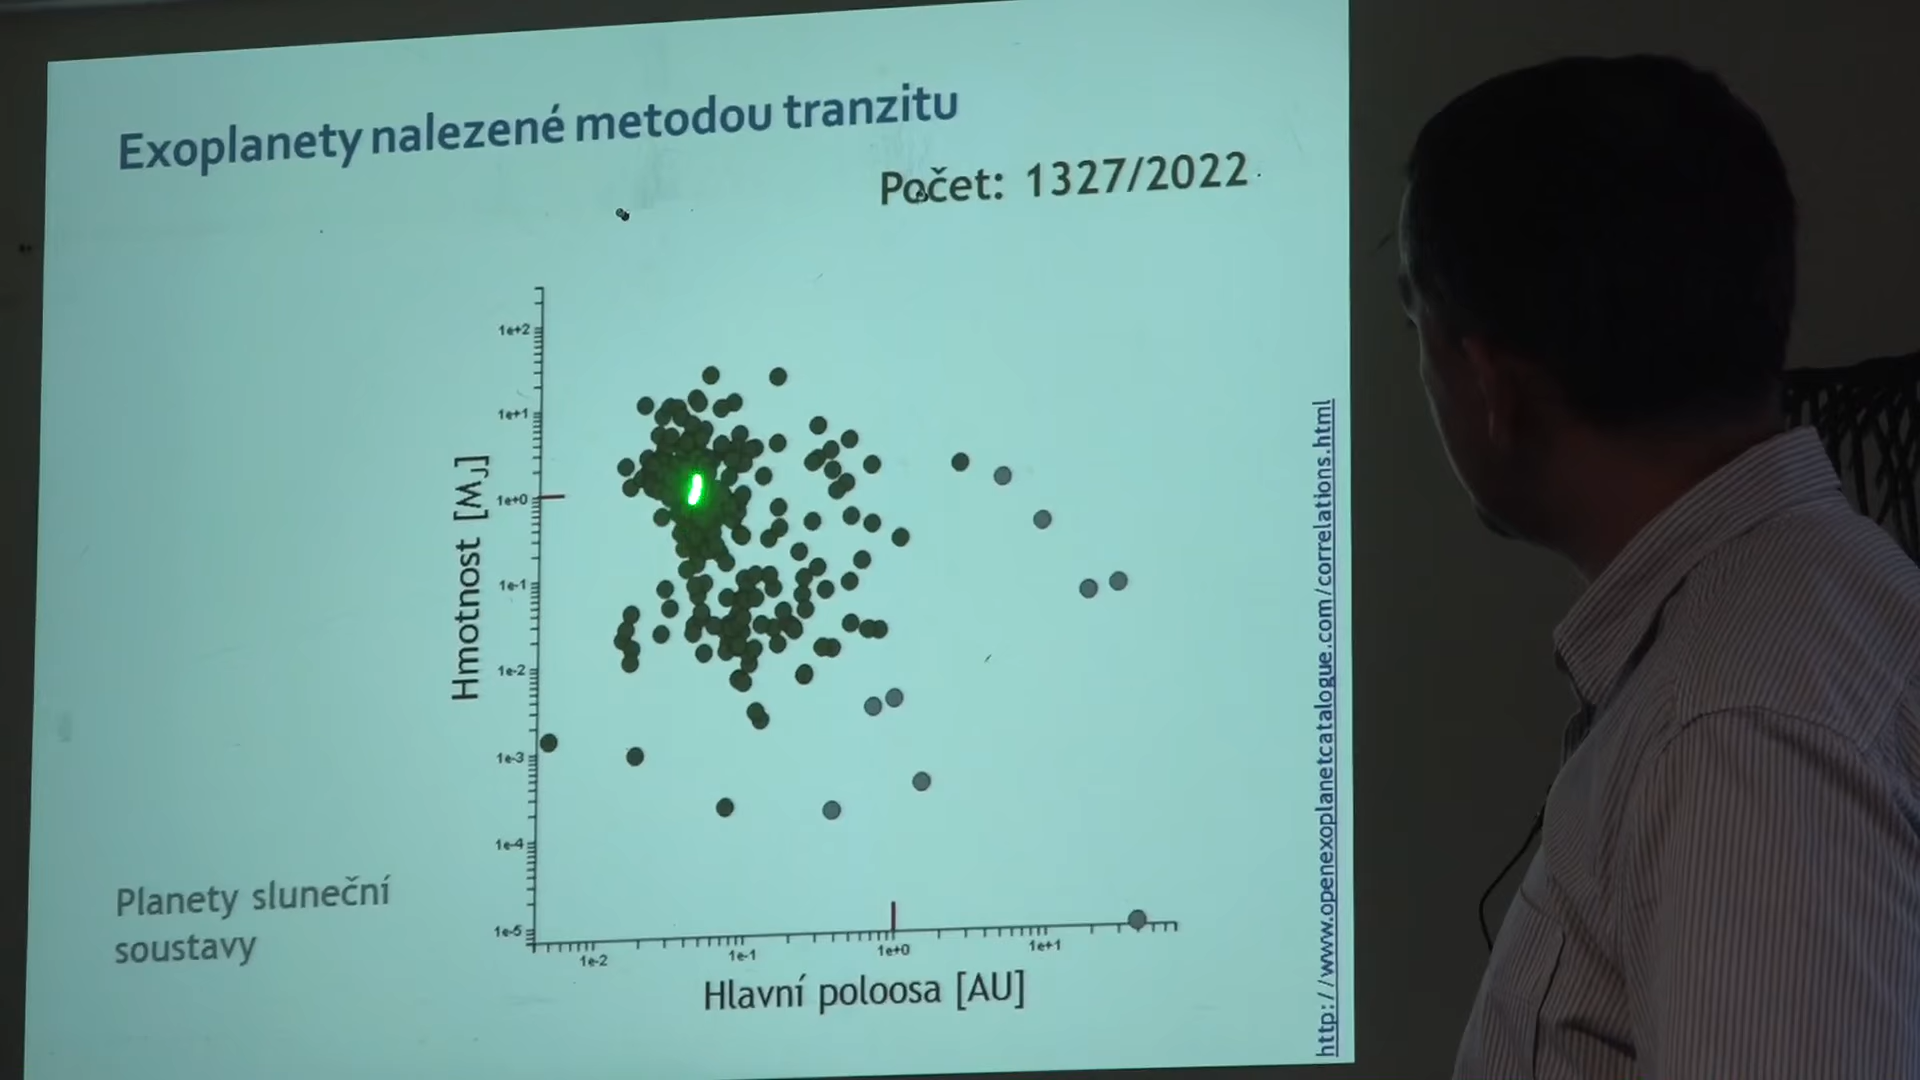 Exoplanety nalezené metodou tranzitu
Počet: 1327/2022
1e+2
1e+1
1e+0
1e-1
1e-2
1e-3
1e-4
1e-5
Hmotnost [MJ]
1e-2
1e-1
1e+0
1e+1
Hlavní poloosa [AU]
Planety sluneční
soustavy
http://www.openexoplanetcatalogue.com/correlations.html